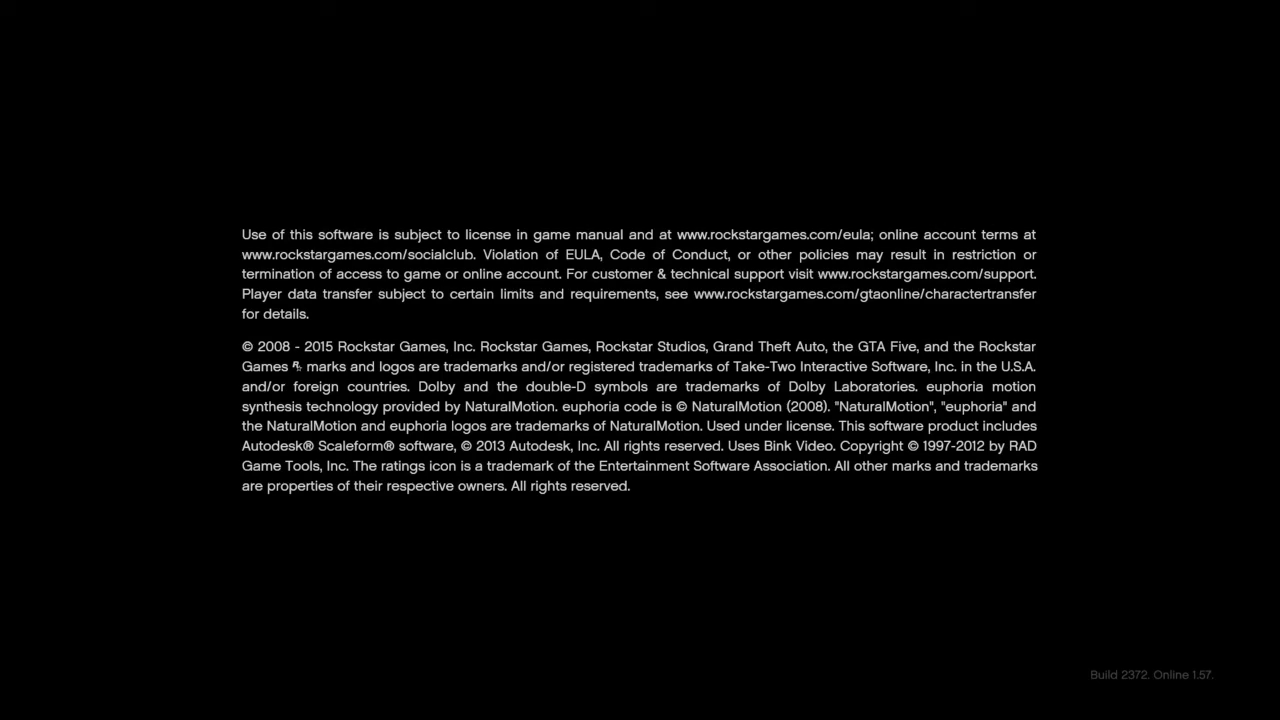 Use of this software is subject to license in game manual and at www.rockstargames.com/eula; online account terms at
www.rockstargames.com/socialclub. Violation of EULA, Code of Conduct, or other policies may result in restriction or
termination of access to game or online account. For customer & technical support visit www.rockstargames.com/support.
Player data transfer subject to certain limits and requirements, see www.rockstargames.com/gtaonline/charactertransfer
for details.
© 2008 - 2015 Rockstar Games, Inc. Rockstar Games, Rockstar Studios, Grand Theft Auto, the GTA Five, and the Rockstar
Games R* marks and logos are trademarks and/or registered trademarks of Take-Two Interactive Software, Inc. in the U.S.A.
and/or foreign countries. Dolby and the double-D symbols are trademarks of Dolby Laboratories. euphoria motion
synthesis technology provided by NaturalMotion. euphoria code is © NaturalMotion (2008). "NaturalMotion", "euphoria" and
the NaturalMotion and euphoria logos are trademarks of NaturalMotion. Used under license. This software product includes
Autodesk® Scaleform® software, © 2013 Autodesk, Inc. All rights reserved. Uses Bink Video. Copyright © 1997-2012 by RAD
Game Tools, Inc. The ratings icon is a trademark of the Entertainment Software Association. All other marks and trademarks
are properties of their respective owners. All rights reserved.
Build 2372. Online 1.57.